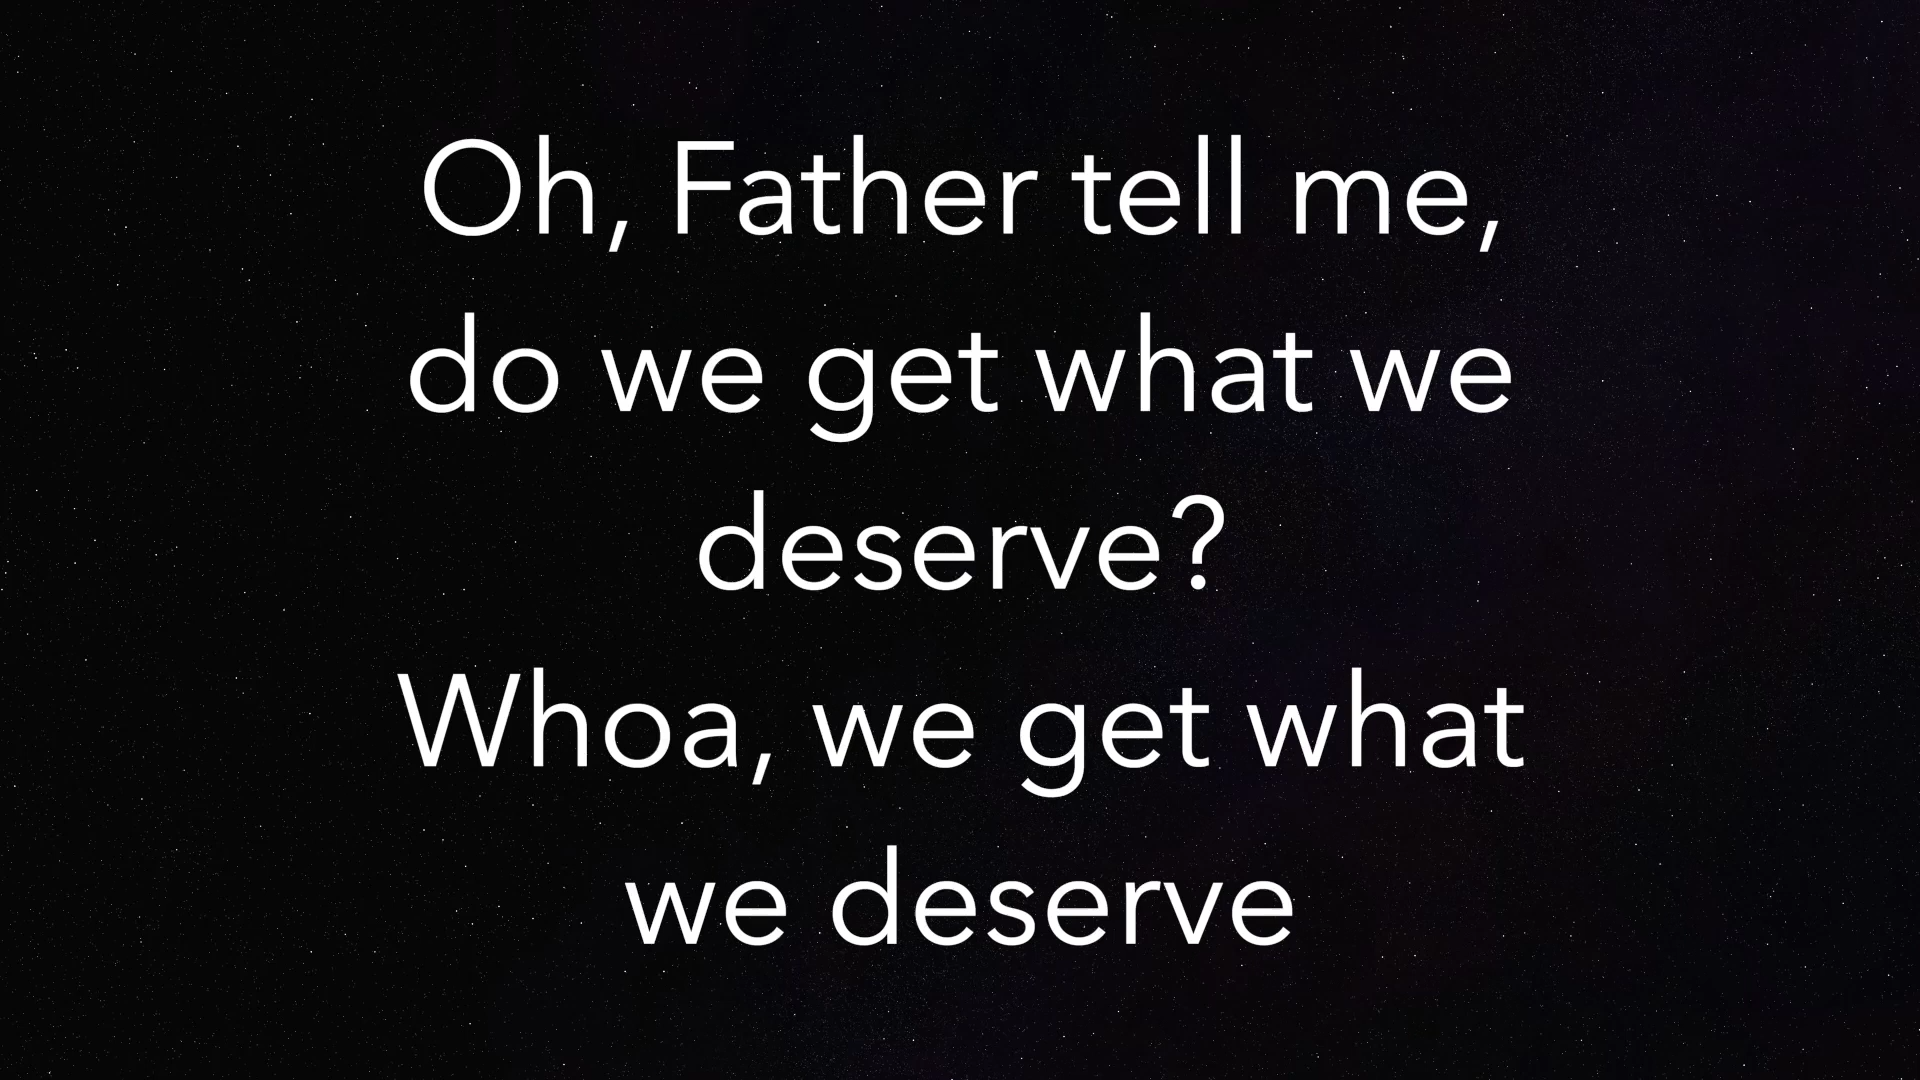 Oh, Father tell me,
do we get what we
deserve?
Whoa, we get what
we deserve